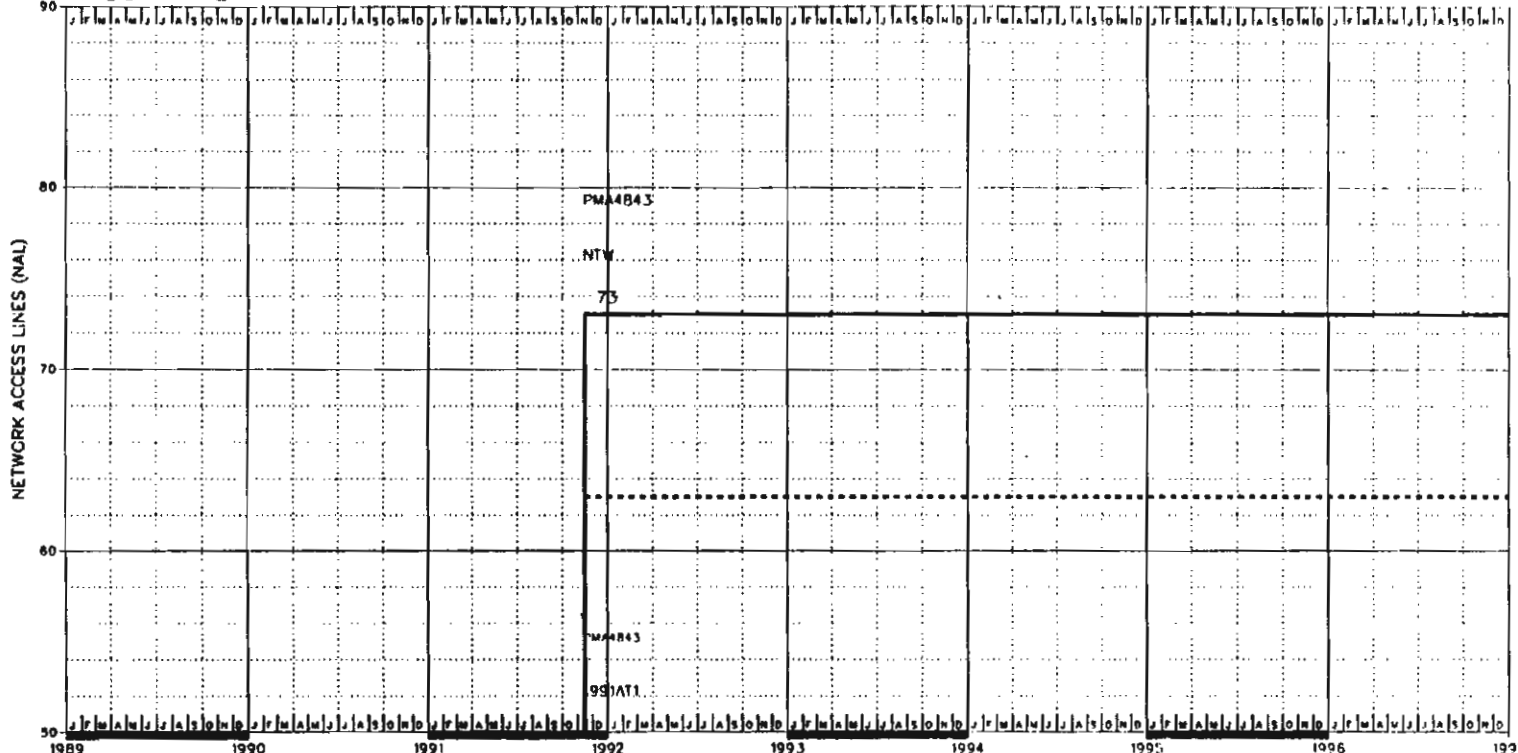 90
J F M A M J J A S O N D J F M A M J J A S O N D J F M A M J J A S O N D J F M A M J J A S O N D J F M A M J J A S O N D J F M A M J J A S O N D J F M A M J J A S O N D J F M A M J J A S O N D
80
PMA4843
NTW
73
70
NETWORK ACCESS LINES (NAL)
60
PMA4843
991AT1
50
J F M A M J J A S O N D J F M A M J J A S O N D J F M A M J J A S O N D J F M A M J J A S O N D J F M A M J J A S O N D J F M A M J J A S O N D J F M A M J J A S O N D J F M A M J J A S O N D
1989 1990 1991 1992 1993 1994 1995 1996 199